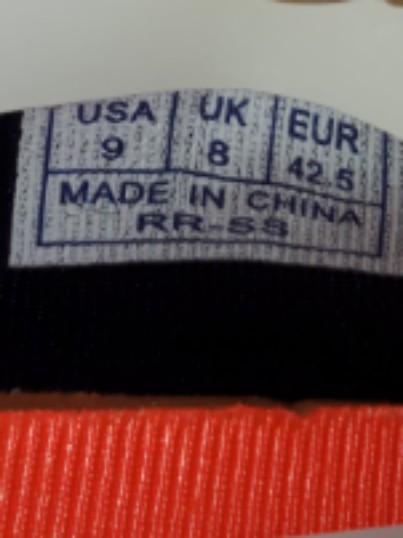 USA UK EUR
9 8 42.5
MADE IN CHINA
RR-SS